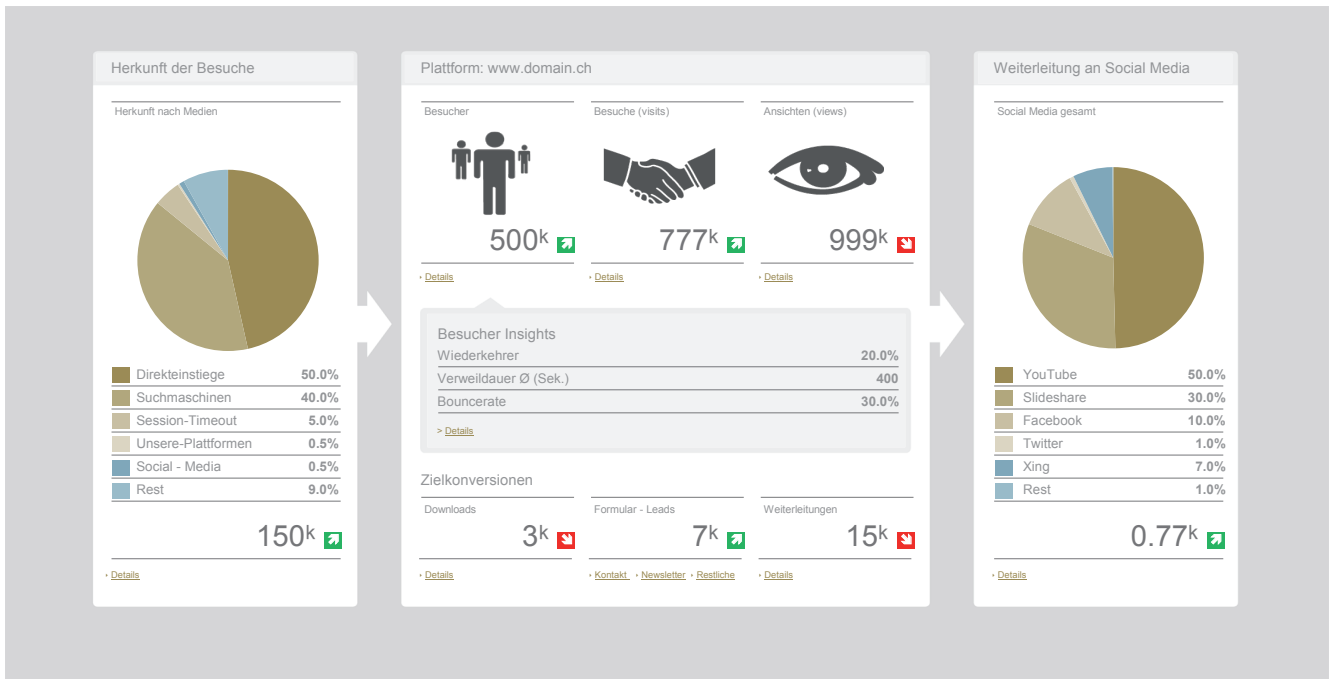 Herkunft der Besuche
Herkunft nach Medien
Direkteinstiege 50.0%
Suchmaschinen 40.0%
Session-Timeout 5.0%
Unsere-Plattformen 0.5%
Social - Media 0.5%
Rest 9.0%
150k
Details
Plattform: www.domain.ch
Besucher
500k
Details
Besuche (visits)
777k
Details
Ansichten (views)
999k
Details
Besucher Insights
Wiederkehrer 20.0%
Verweildauer Ø (Sek.) 400
Bouncerate 30.0%
> Details
Zielkonversionen
Downloads
3k
Details
Formular - Leads
7k
Kontakt Newsletter Restliche
Weiterleitungen
15k
Details
Weiterleitung an Social Media
Social Media gesamt
YouTube 50.0%
Slideshare 30.0%
Facebook 10.0%
Twitter 1.0%
Xing 7.0%
Rest 1.0%
0.77k
Details